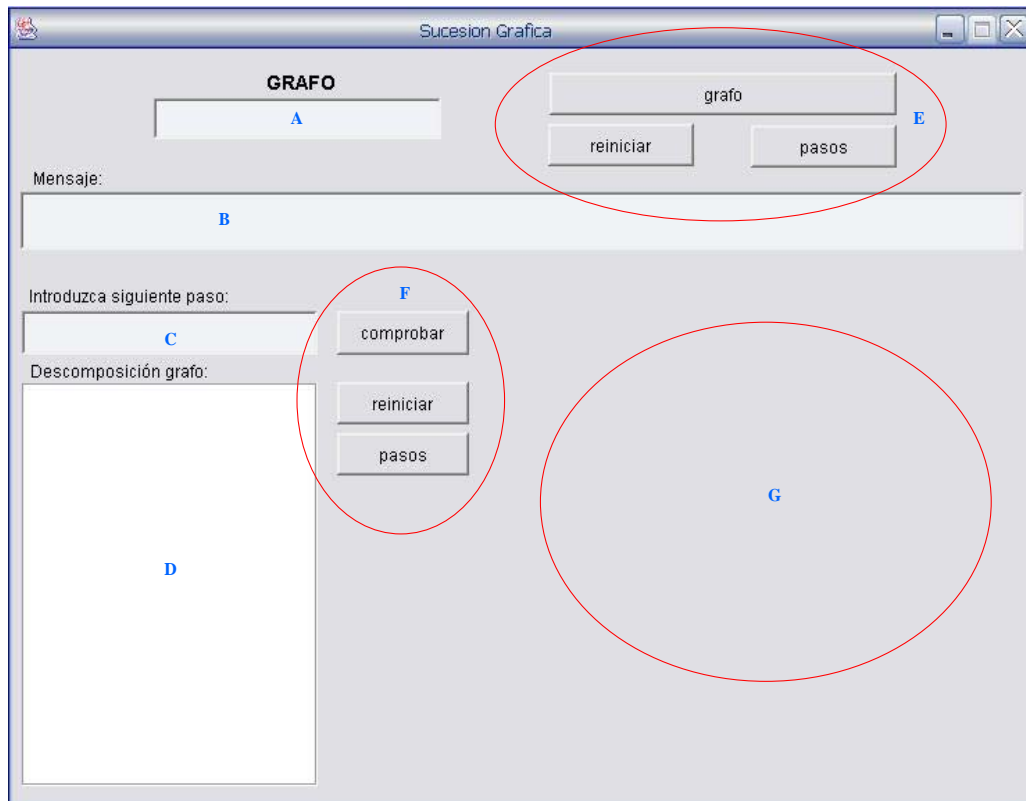 Sucesion Grafica
GRAFO
A
grafo
E
reiniciar
pasos
Mensaje:
B
Introduzca siguiente paso:
F
C
comprobar
Descomposición grafo:
reiniciar
pasos
G
D